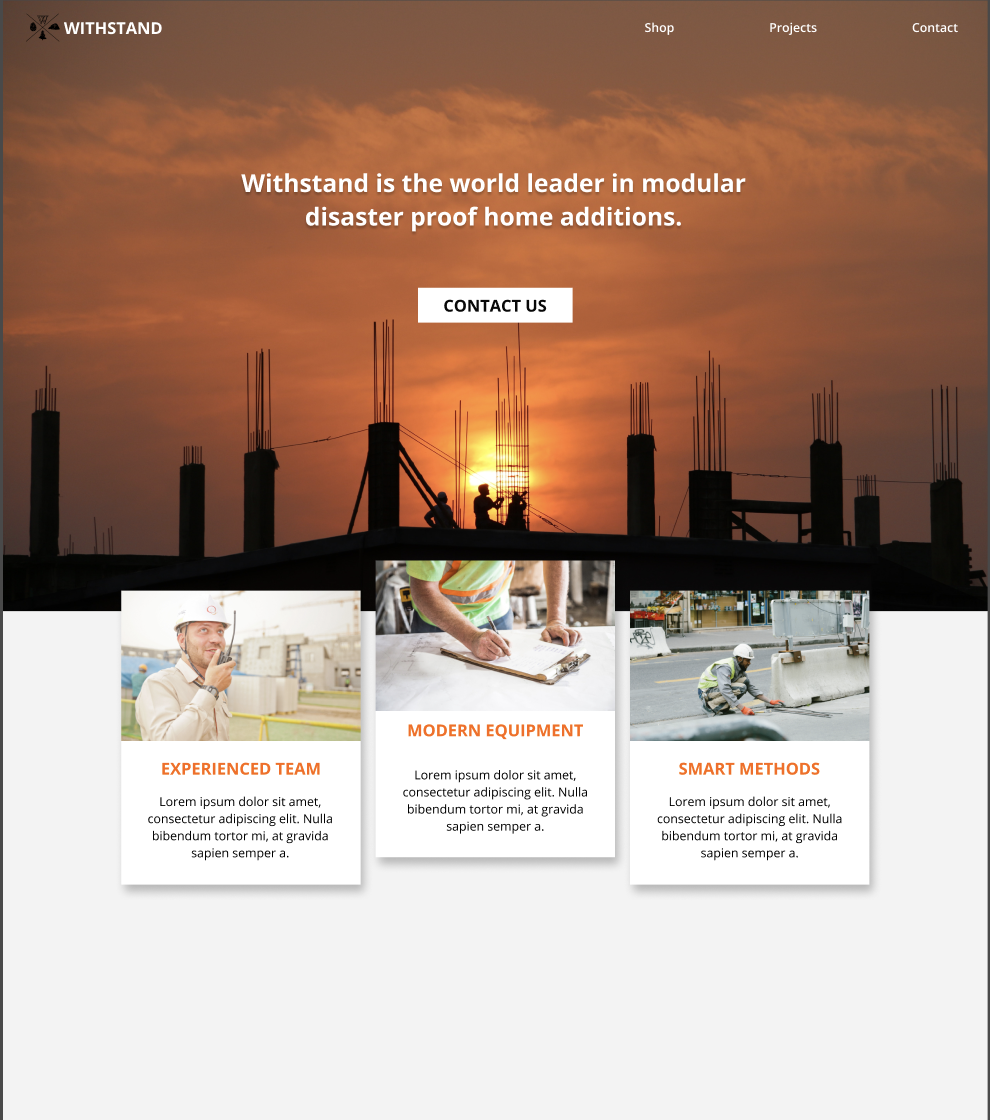 WITHSTAND
Shop
Projects
Contact
Withstand is the world leader in modular
disaster proof home additions.
CONTACT US
EXPERIENCED TEAM
Lorem ipsum dolor sit amet,
consectetur adipiscing elit. Nulla
bibendum tortor mi, at gravida
sapien semper a.
MODERN EQUIPMENT
Lorem ipsum dolor sit amet,
consectetur adipiscing elit. Nulla
bibendum tortor mi, at gravida
sapien semper a.
SMART METHODS
Lorem ipsum dolor sit amet,
consectetur adipiscing elit. Nulla
bibendum tortor mi, at gravida
sapien semper a.